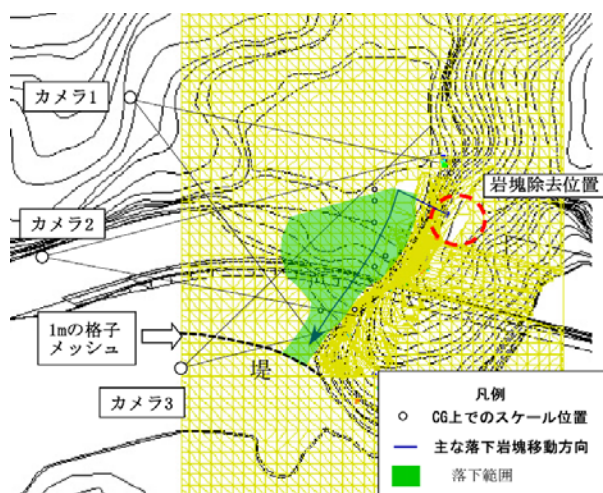 カメラ1
岩塊除去位置
カメラ2
1mの格子
メッシュ
堤
カメラ3
凡例
CG上でのスケール位置
主な落下岩塊移動方向
落下範囲